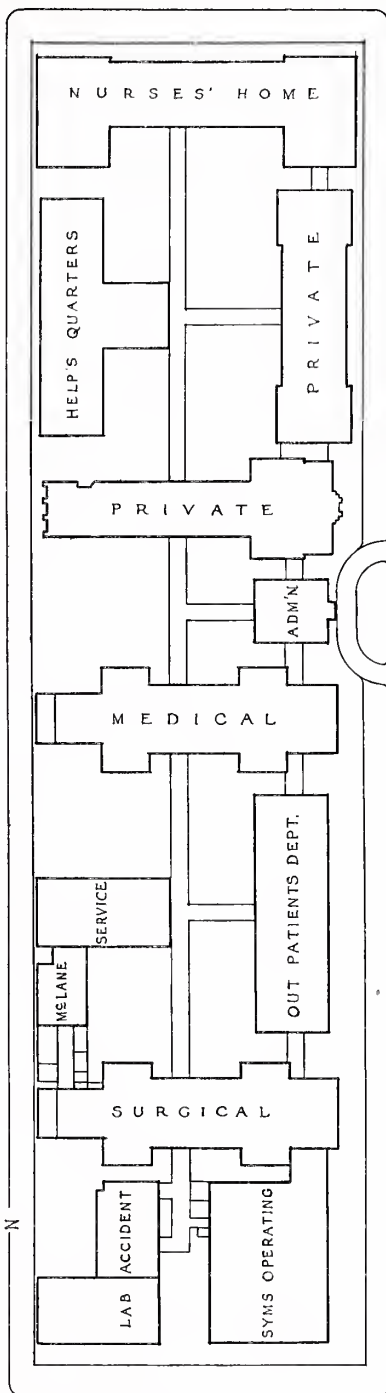 NURSES' HOME
HELP'S QUARTERS
PRIVATE
PRIVATE
ADM'N
MEDICAL
SERVICE
McLANE
OUT PATIENTS DEPT.
SURGICAL
ACCIDENT
LAB
SYMS OPERATING
N